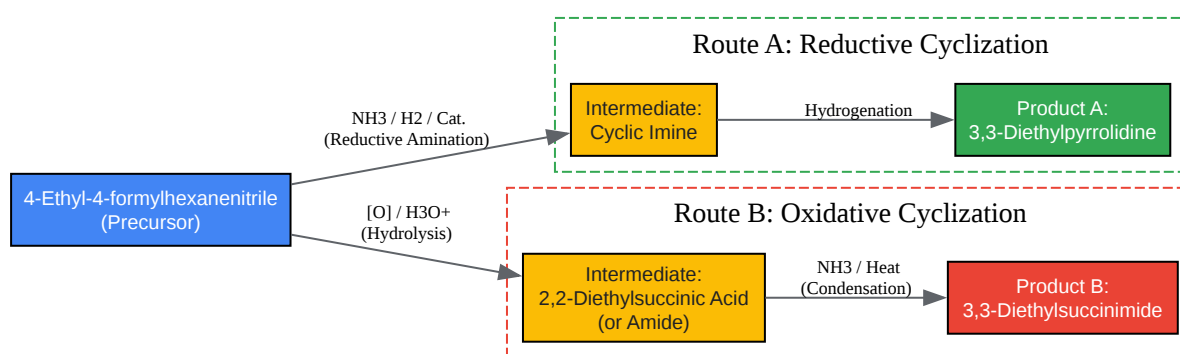 Route A: Reductive Cyclization
NH3 / H2 / Cat.
(Reductive Amination)
Intermediate:
Cyclic Imine
Hydrogenation
Product A:
3,3-Diethylpyrrolidine
4-Ethyl-4-formylhexanenitrile
(Precursor)
[O] / H3O+
(Hydrolysis)
Route B: Oxidative Cyclization
Intermediate:
2,2-Diethylsuccinic Acid
(or Amide)
NH3 / Heat
(Condensation)
Product B:
3,3-Diethylsuccinimide